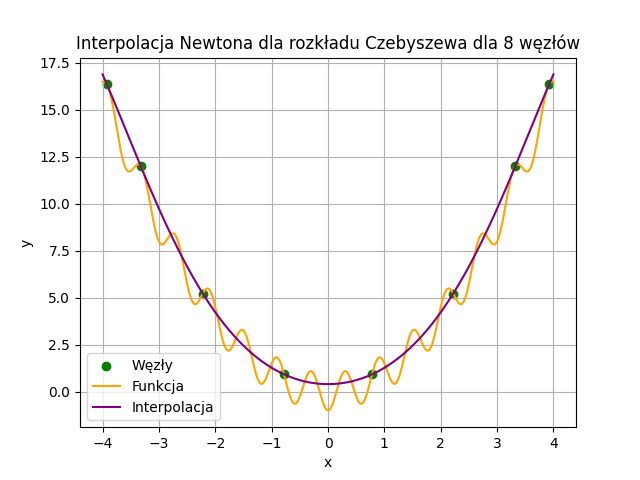 Interpolacja Newtona dla rozkładu Czebyszewa dla 8 węzłów
17.5
15.0
12.5
10.0
7.5
5.0
2.5
0.0
y
Węzły
Funkcja
Interpolacja
−4 −3 −2 −1 0 1 2 3 4
x